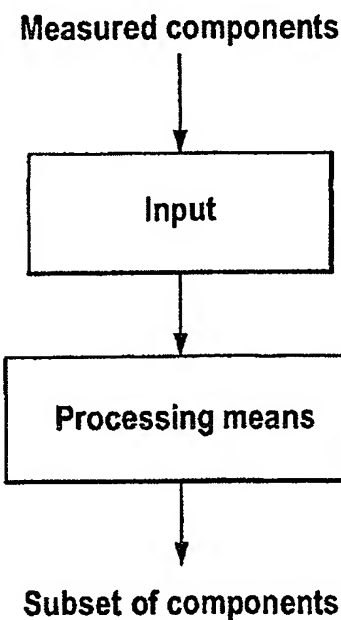 Measured components
Input
Processing means
Subset of components